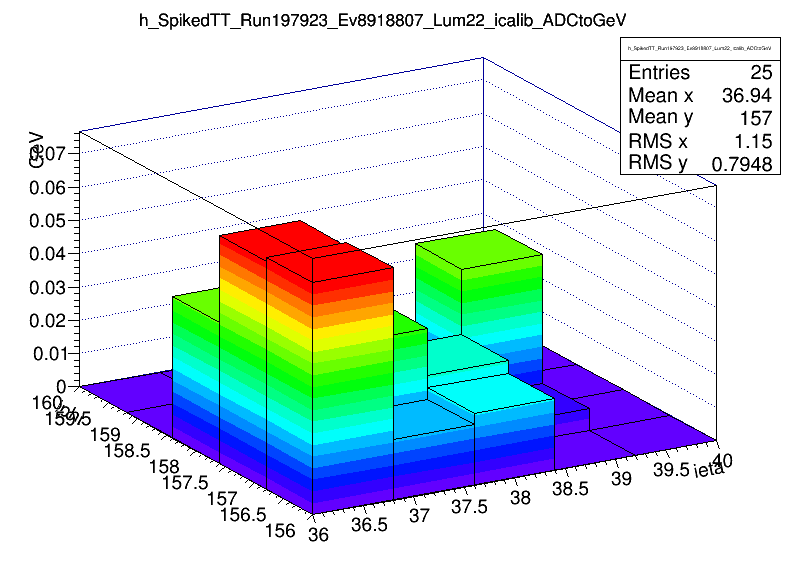 h_SpikedTT_Run197923_Ev8918807_Lum22_icalib_ADCtoGeV
h_SpikedTT_Run197923_Ev8918807_Lum22_icalib_ADCtoGeV
Entries 25
Mean x 36.94
Mean y 157
RMS x 1.15
RMS y 0.7948
GeV
0.07
0.06
0.05
0.04
0.03
0.02
0.01
0
160
159.5
159
158.5
158
157.5
157
156.5
156
36
36.5
37
37.5
38
38.5
39
39.5
40
ieta